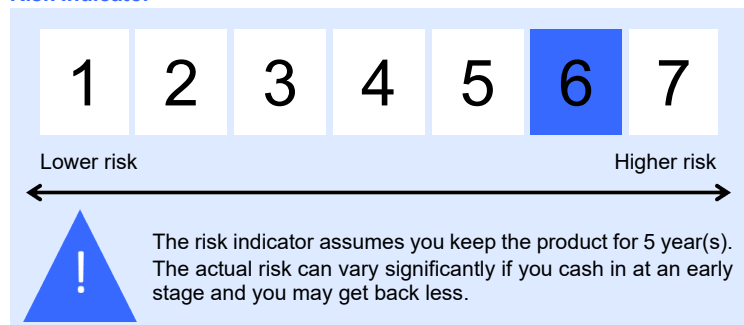 1 2 3 4 5 6 7
Lower risk Higher risk
!
The risk indicator assumes you keep the product for 5 year(s).
The actual risk can vary significantly if you cash in at an early
stage and you may get back less.